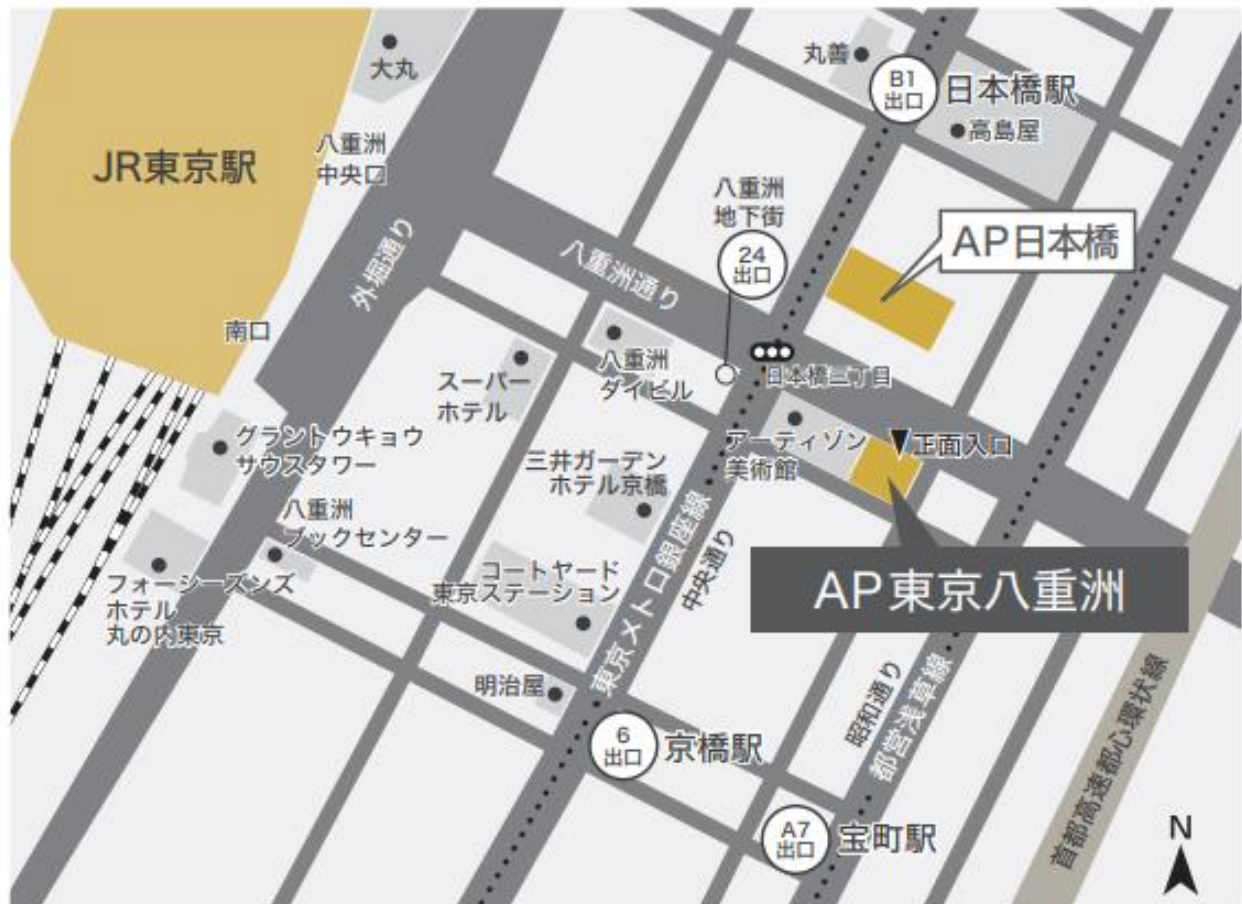 大丸
丸善
B1
出口
日本橋駅
高島屋
JR東京駅
八重洲
中央口
八重洲
地下街
24
出口
AP日本橋
外堀通り
八重洲通り
南口
八重洲
ダイビル
日本橋二丁目
スーパー
ホテル
アーティゾン
美術館
正面入口
グラントウキョウ
サウスタワー
三井ガーデン
ホテル京橋
八重洲
ブックセンター
東京メトロ銀座線
中央通り
コートヤード
東京ステーション
フォーシーズンズ
ホテル
丸の内東京
AP東京八重洲
明治屋
昭和通り
都営浅草線
首都高速都心環状線
6
出口
京橋駅
A7
出口
宝町駅
N